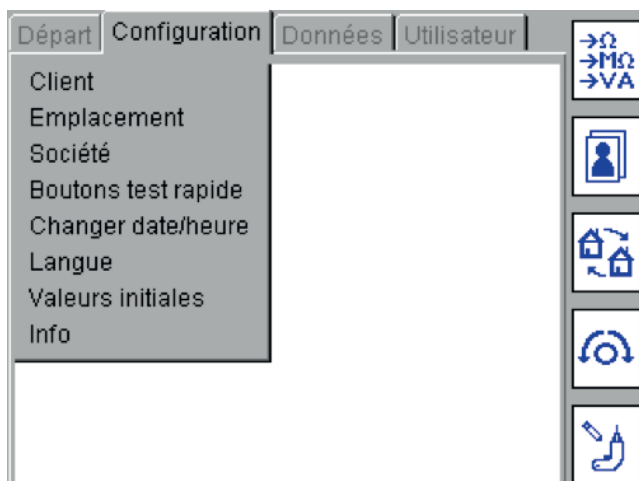 Départ Configuration Données Utilisateur
→Ω
→MΩ
→VA
Client
Emplacement
Société
Boutons test rapide
Changer date/heure
Langue
Valeurs initiales
Info